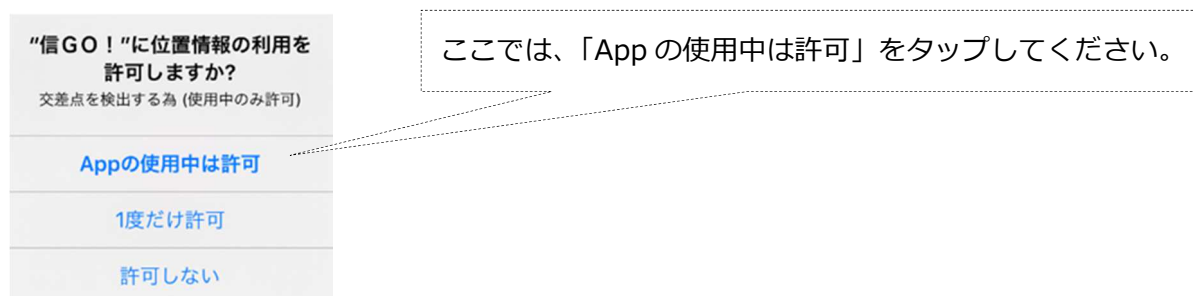 “信GO！”に位置情報の利用を
許可しますか?
交差点を検出する為 (使用中のみ許可)
Appの使用中は許可
1度だけ許可
許可しない
ここでは、「App の使用中は許可」をタップしてください。